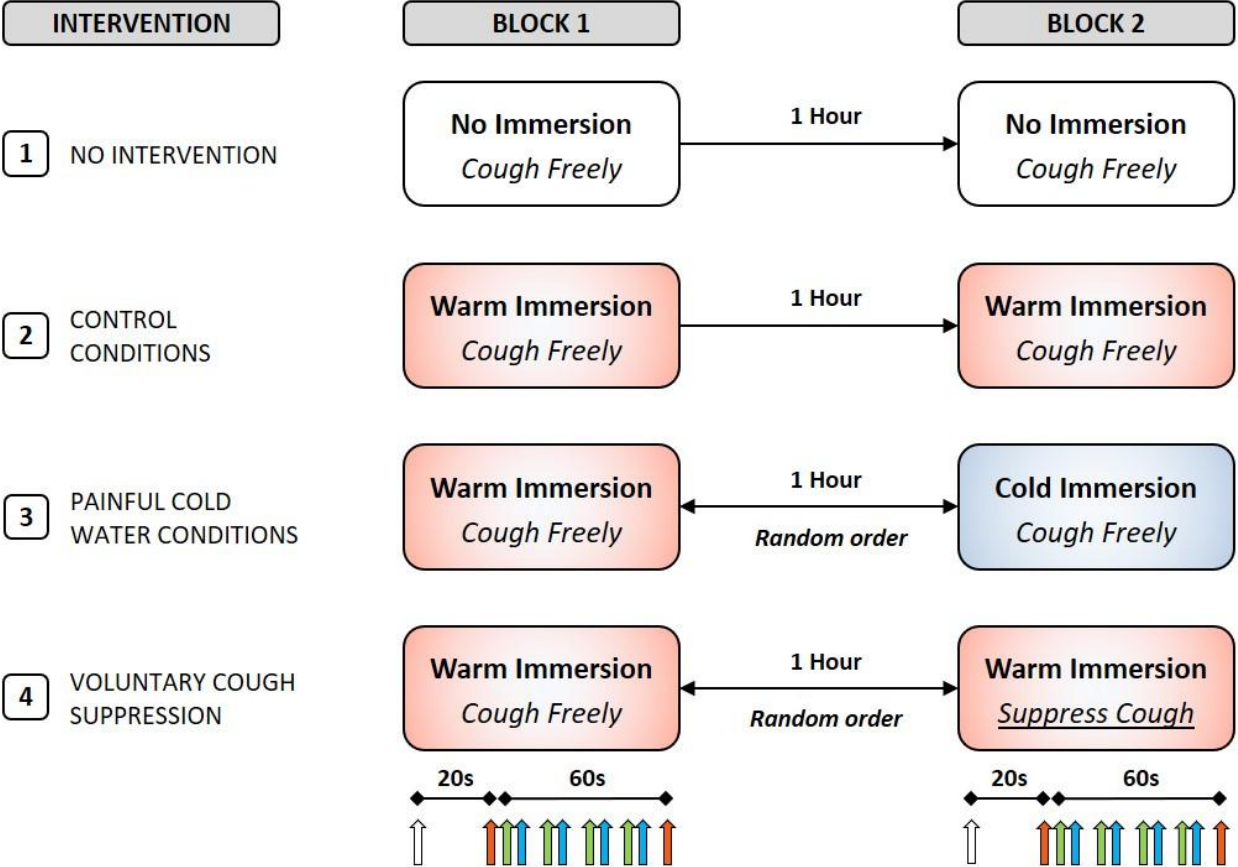 INTERVENTION
BLOCK 1
BLOCK 2
1
NO INTERVENTION
No Immersion
Cough Freely
1 Hour
No Immersion
Cough Freely
2
CONTROL
CONDITIONS
Warm Immersion
Cough Freely
1 Hour
Warm Immersion
Cough Freely
3
PAINFUL COLD
WATER CONDITIONS
Warm Immersion
Cough Freely
1 Hour
Random order
Cold Immersion
Cough Freely
4
VOLUNTARY COUGH
SUPPRESSION
Warm Immersion
Cough Freely
1 Hour
Random order
Warm Immersion
Suppress Cough
20s
60s
20s
60s